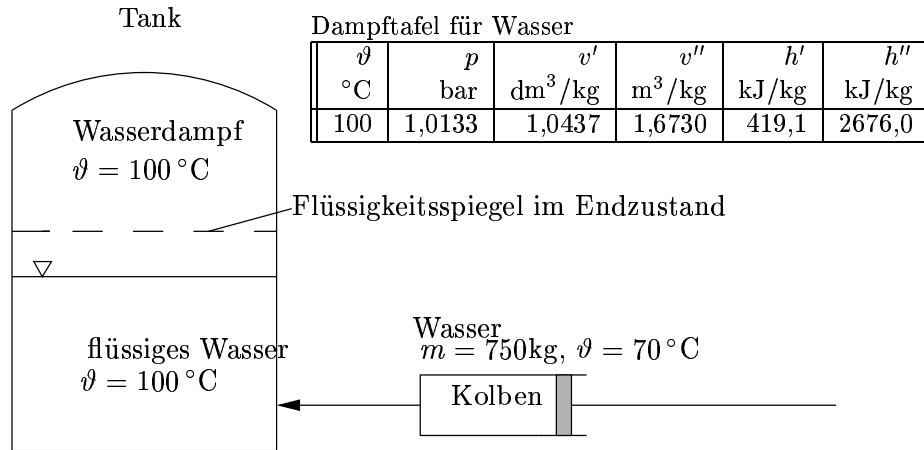 Tank
Dampftafel für Wasser
ϑ p v′ v″ h′ h″
°C bar dm³/kg m³/kg kJ/kg kJ/kg
100 1,0133 1,0437 1,6730 419,1 2676,0
Wasserdampf
ϑ = 100 °C
Flüssigkeitsspiegel im Endzustand
flüssiges Wasser
ϑ = 100 °C
Wasser
m = 750kg, ϑ = 70 °C
Kolben